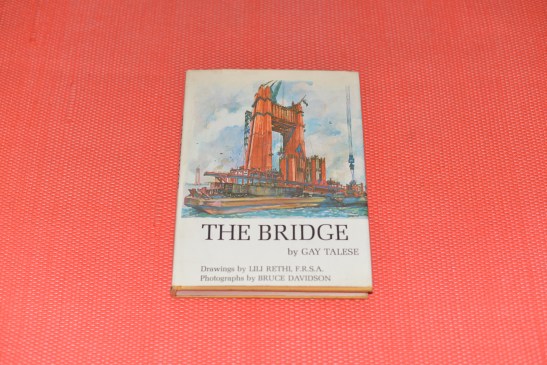 THE BRIDGE
by GAY TALESE
Drawings by LILI RETHI, F.R.S.A.
Photographs by BRUCE DAVIDSON